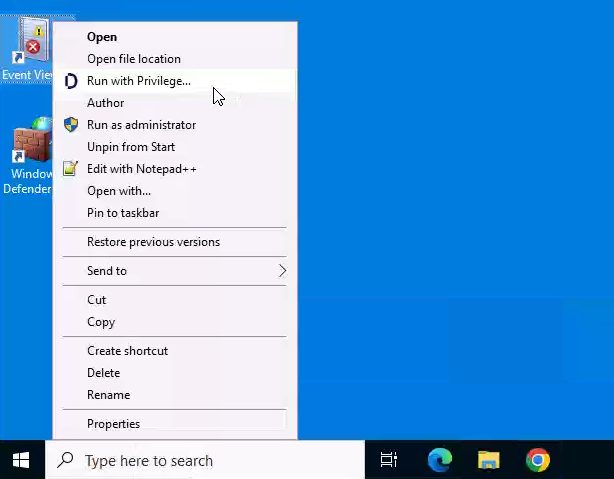 Open
Open file location
Run with Privilege...
Author
Run as administrator
Unpin from Start
Edit with Notepad++
Open with...
Pin to taskbar
Restore previous versions
Send to
Cut
Copy
Create shortcut
Delete
Rename
Properties
Event
Defender
Type here to search